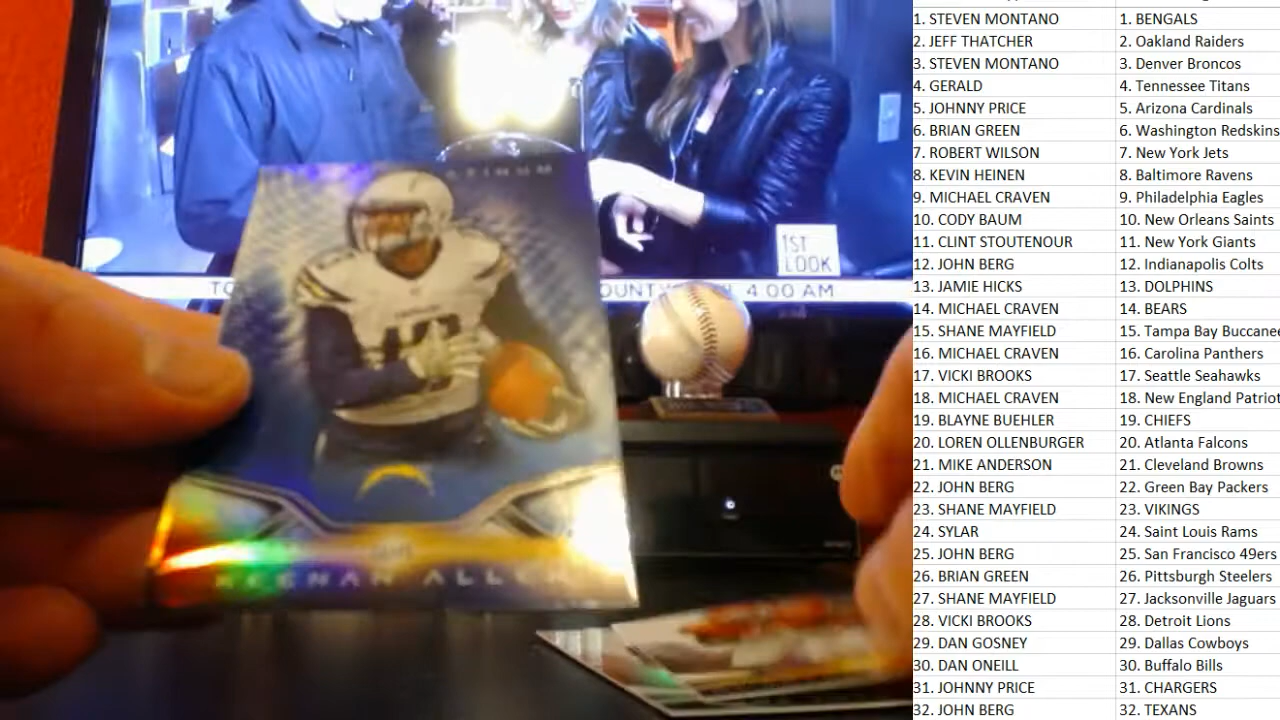 1. STEVEN MONTANO 1. BENGALS
2. JEFF THATCHER 2. Oakland Raiders
3. STEVEN MONTANO 3. Denver Broncos
4. GERALD 4. Tennessee Titans
5. JOHNNY PRICE 5. Arizona Cardinals
6. BRIAN GREEN 6. Washington Redskins
7. ROBERT WILSON 7. New York Jets
8. KEVIN HEINEN 8. Baltimore Ravens
9. MICHAEL CRAVEN 9. Philadelphia Eagles
10. CODY BAUM 10. New Orleans Saints
11. CLINT STOUTENOUR 11. New York Giants
12. JOHN BERG 12. Indianapolis Colts
13. JAMIE HICKS 13. DOLPHINS
14. MICHAEL CRAVEN 14. BEARS
15. SHANE MAYFIELD 15. Tampa Bay Buccanee
16. MICHAEL CRAVEN 16. Carolina Panthers
17. VICKI BROOKS 17. Seattle Seahawks
18. MICHAEL CRAVEN 18. New England Patriot
19. BLAYNE BUEHLER 19. CHIEFS
20. LOREN OLLENBURGER 20. Atlanta Falcons
21. MIKE ANDERSON 21. Cleveland Browns
22. JOHN BERG 22. Green Bay Packers
23. SHANE MAYFIELD 23. VIKINGS
24. SYLAR 24. Saint Louis Rams
25. JOHN BERG 25. San Francisco 49ers
26. BRIAN GREEN 26. Pittsburgh Steelers
27. SHANE MAYFIELD 27. Jacksonville Jaguars
28. VICKI BROOKS 28. Detroit Lions
29. DAN GOSNEY 29. Dallas Cowboys
30. DAN ONEILL 30. Buffalo Bills
31. JOHNNY PRICE 31. CHARGERS
32. JOHN BERG 32. TEXANS
1ST
LOOK
4:00 AM
KEENAN ALLEN